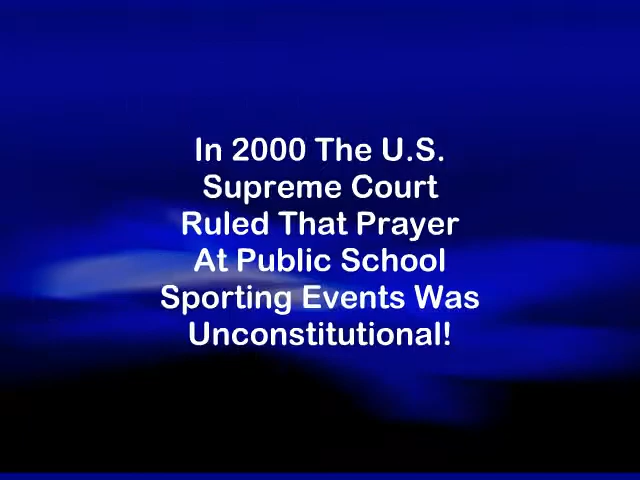 In 2000 The U.S.
Supreme Court
Ruled That Prayer
At Public School
Sporting Events Was
Unconstitutional!